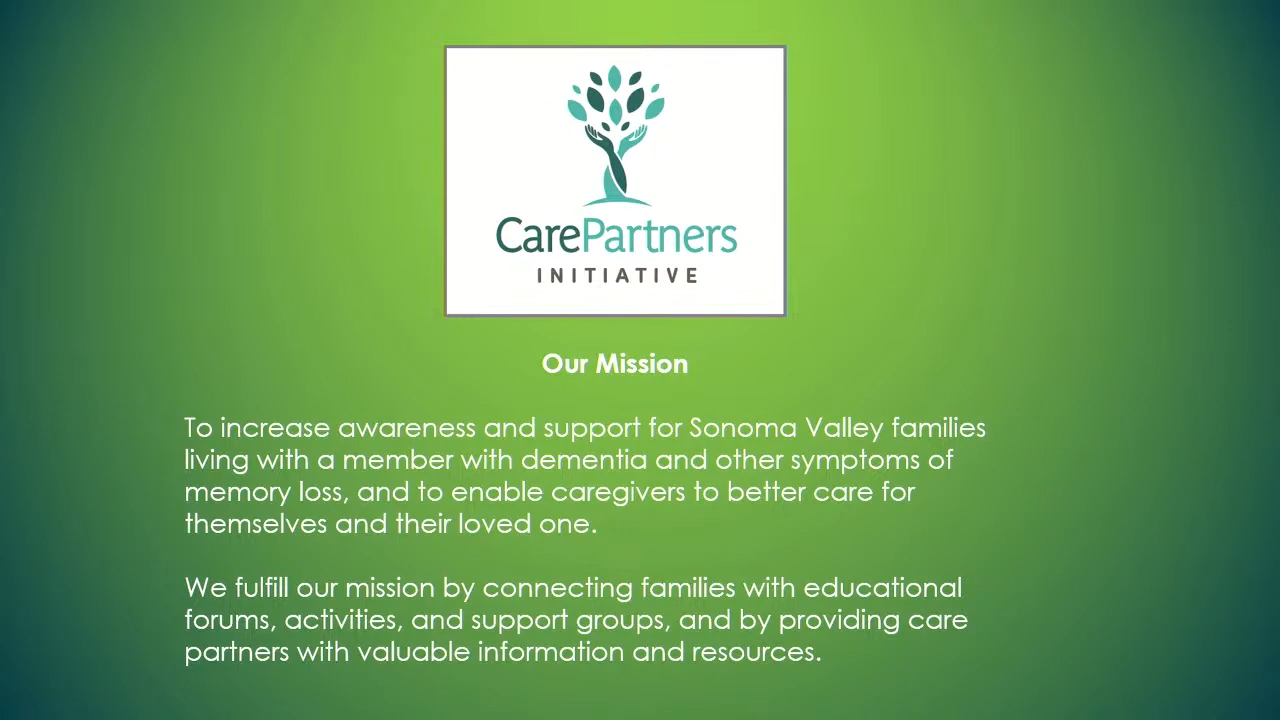 CarePartners
INITIATIVE
Our Mission
To increase awareness and support for Sonoma Valley families
living with a member with dementia and other symptoms of
memory loss, and to enable caregivers to better care for
themselves and their loved one.
We fulfill our mission by connecting families with educational
forums, activities, and support groups, and by providing care
partners with valuable information and resources.